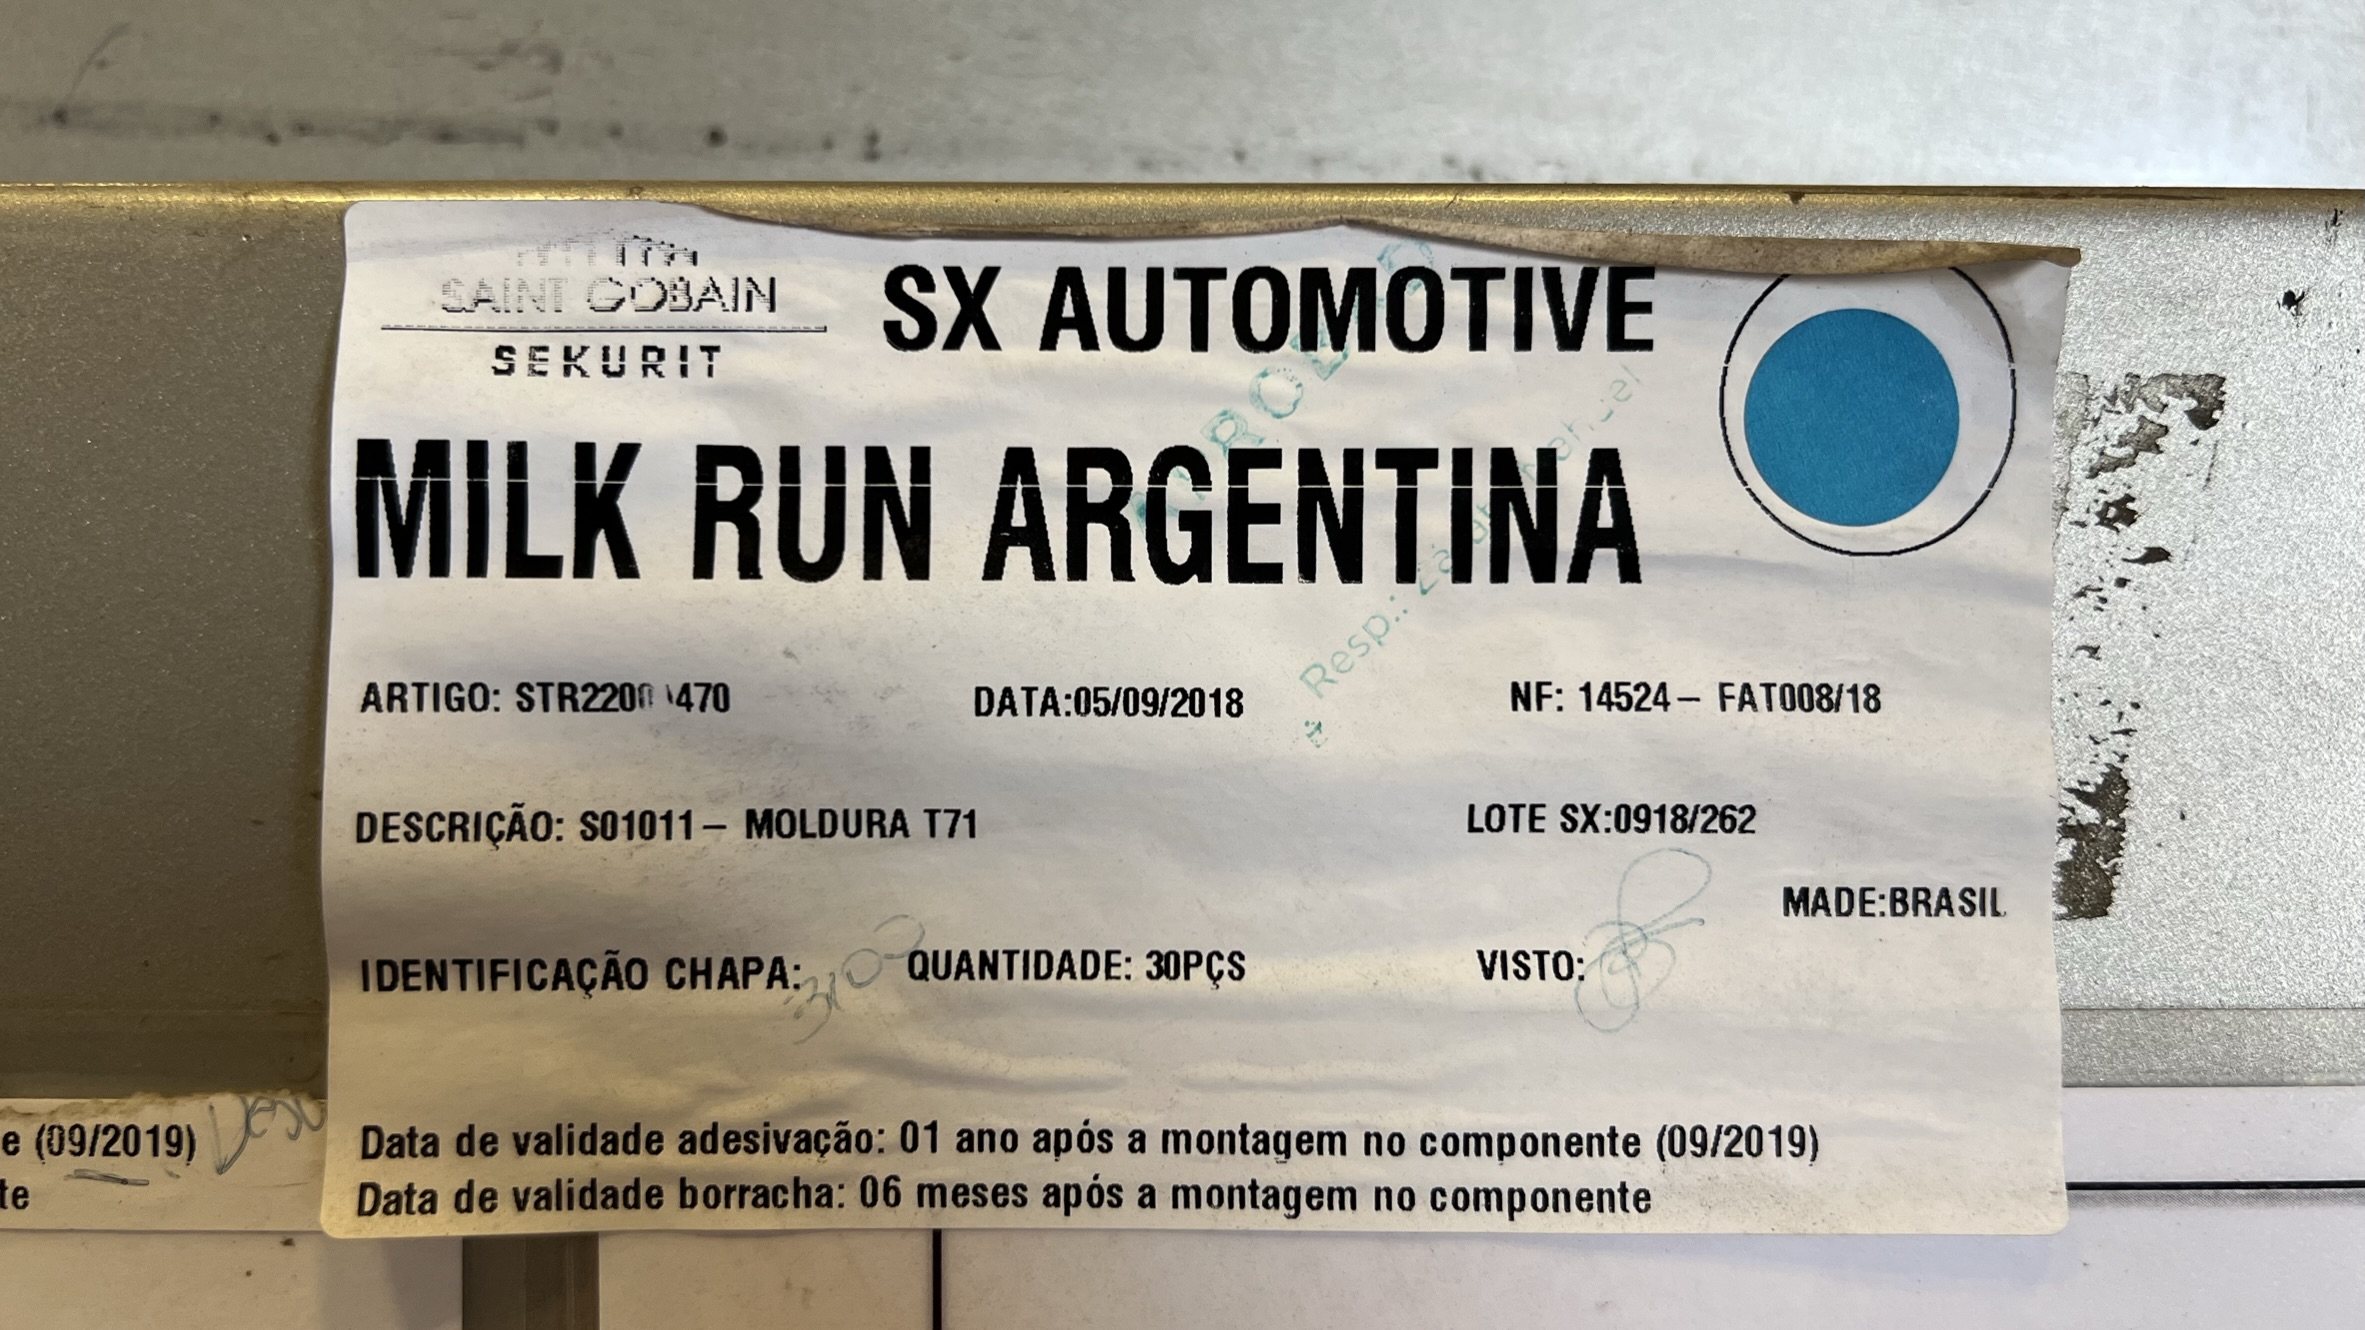 SAINT GOBAIN
SEKURIT
SX AUTOMOTIVE
MILK RUN ARGENTINA
ARTIGO: DATA:05/09/2018 NF: 14524 – FAT008/18
DESCRIÇÃO: S01011 – MOLDURA T71 LOTE SX:0918/262
MADE:BRASIL
IDENTIFICAÇÃO CHAPA: QUANTIDADE: 30PÇS VISTO:
Resp.:
Data de validade adesivação: 01 ano após a montagem no componente (09/2019)
Data de validade borracha: 06 meses após a montagem no componente
e (09/2019)
te